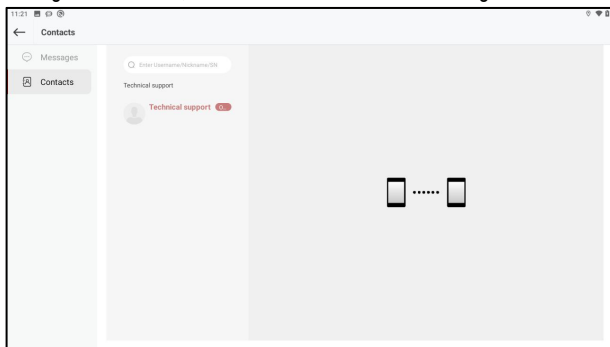 11:21
Contacts
Messages
Contacts
Enter Username/Nickname/SN
Technical support
Technical support